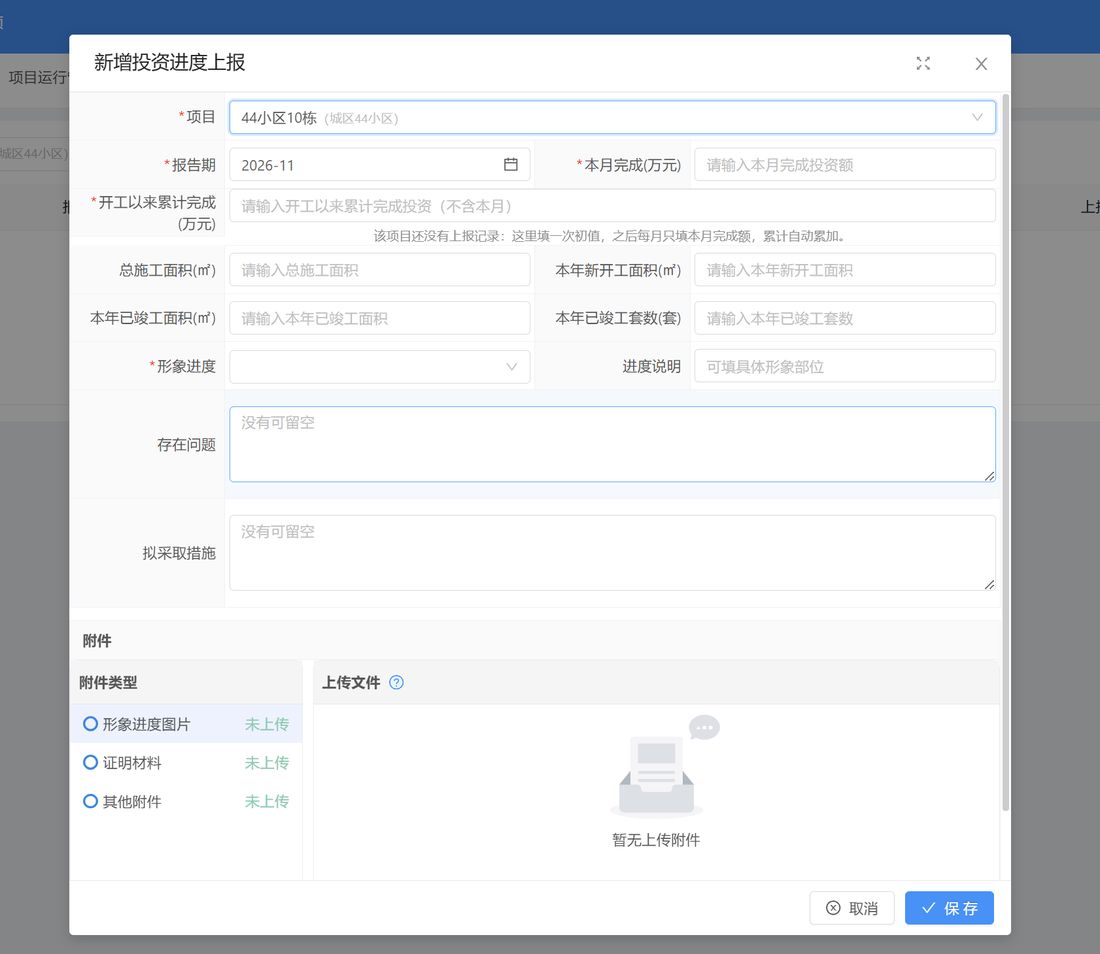 新增投资进度上报
项目运行
*项目 44小区10栋（城区44小区）
城区44小区）
*报告期 2026-11 *本月完成(万元) 请输入本月完成投资额
*开工以来累计完成(万元) 请输入开工以来累计完成投资（不含本月）
上报
该项目还没有上报记录：这里填一次初值，之后每月只填本月完成额，累计自动累加。
总施工面积(㎡) 请输入总施工面积 本年新开工面积(㎡) 请输入本年新开工面积
本年已竣工面积(㎡) 请输入本年已竣工面积 本年已竣工套数(套) 请输入本年已竣工套数
*形象进度 进度说明 可填具体形象部位
存在问题 没有可留空
拟采取措施 没有可留空
附件
附件类型 上传文件 ?
形象进度图片 未上传
证明材料 未上传
其他附件 未上传
暂无上传附件
取消 保存